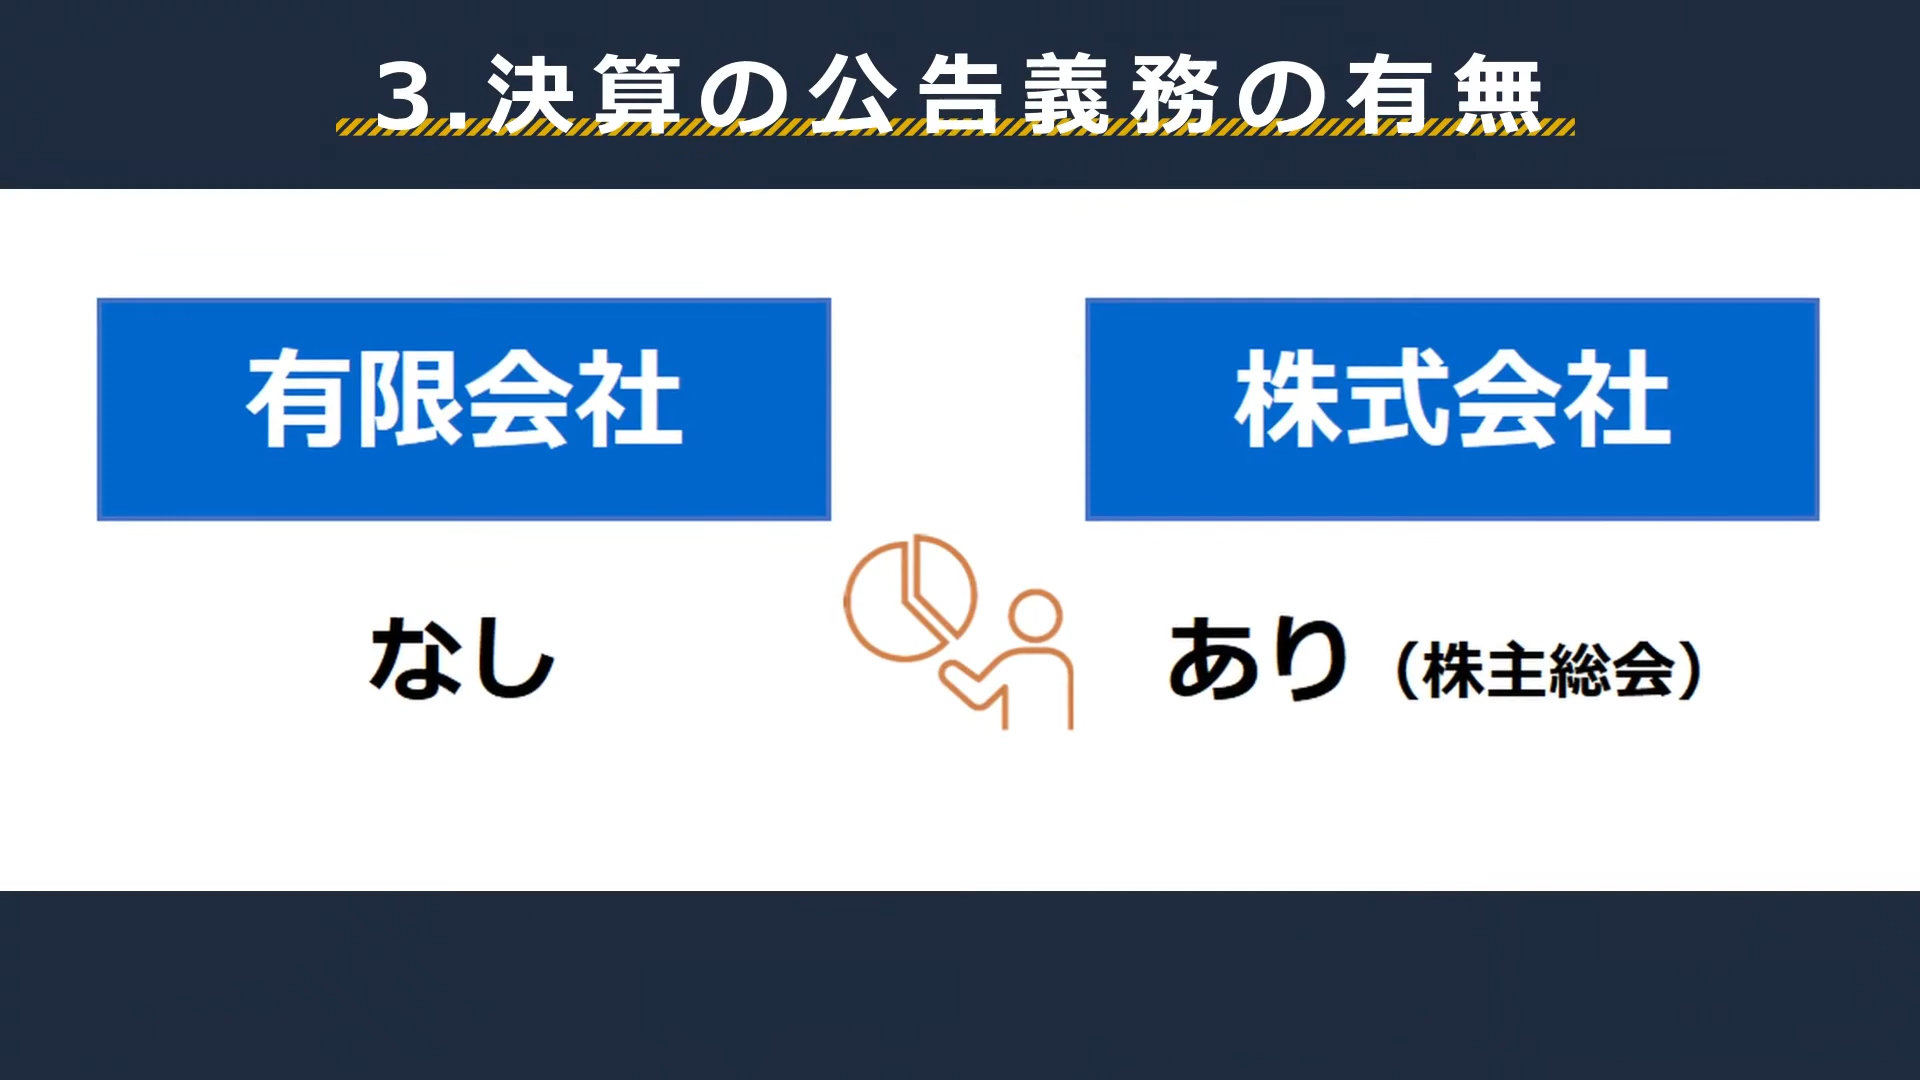 3.決算の公告義務の有無
有限会社
株式会社
なし
あり（株主総会）